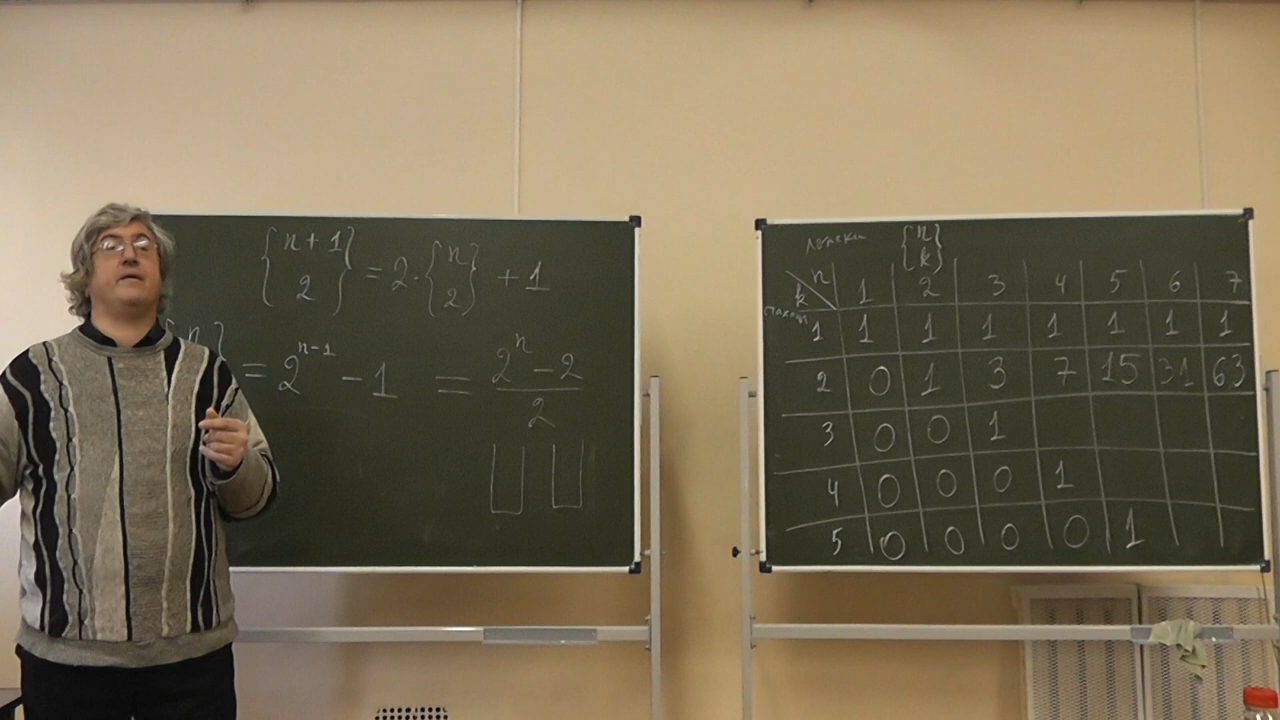 {n+1 2} = 2·{n 2} + 1
{n = 2^{n-1} - 1 = \frac{2^n - 2}{2}
ложки {n k}
k n 1 2 3 4 5 6 7
1 1 1 1 1 1 1 1
2 0 1 3 7 15 31 63
3 0 0 1
4 0 0 0 1
5 0 0 0 0 1